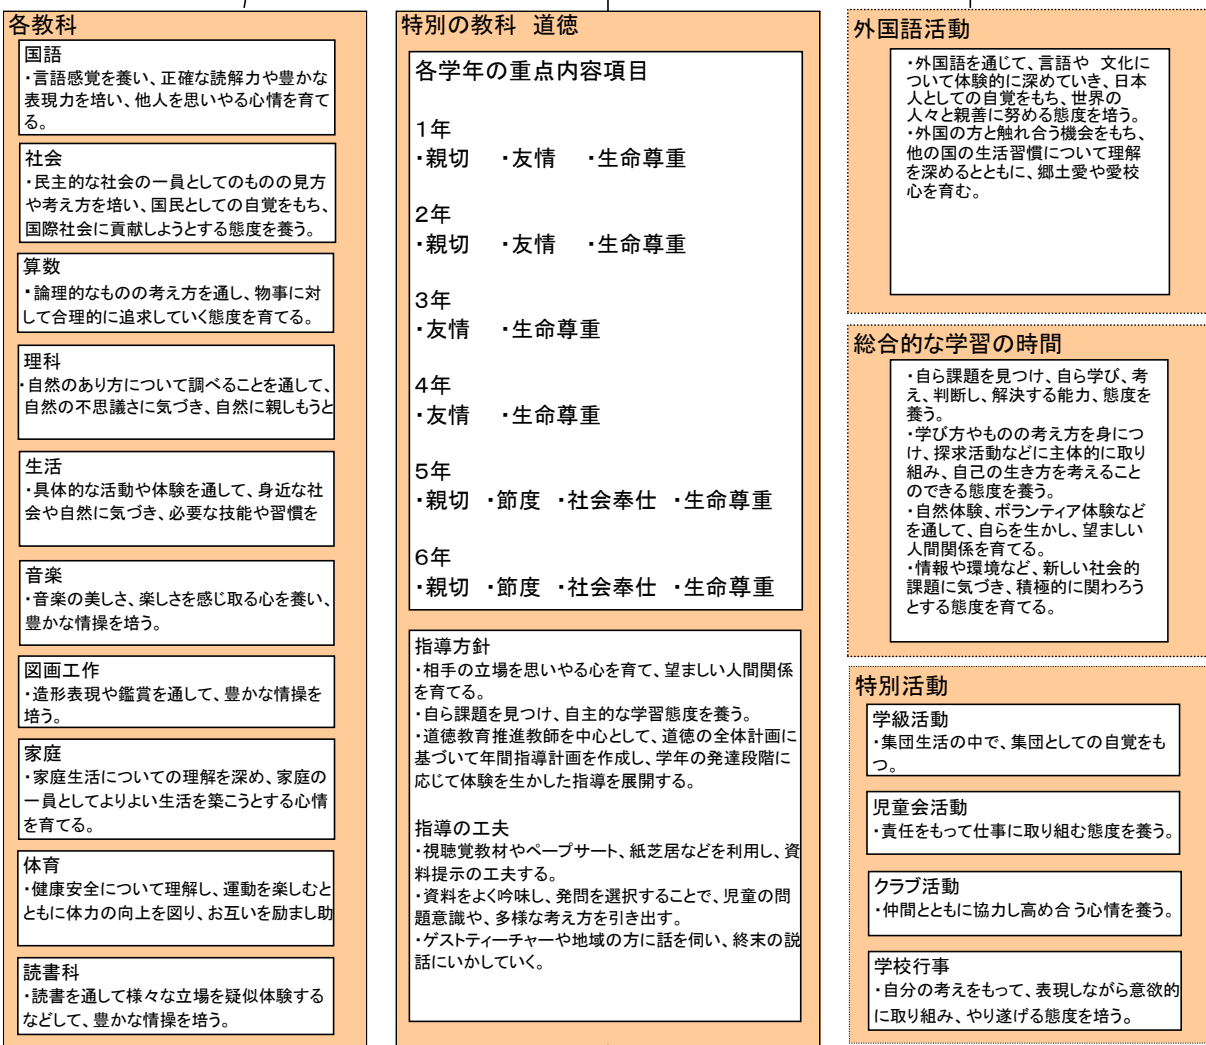 各教科
国語
・言語感覚を養い、正確な読解力や豊かな
表現力を培い、他人を思いやる心情を育て
る。
社会
・民主的な社会の一員としてのものの見方
や考え方を培い、国民としての自覚をもち、
国際社会に貢献しようとする態度を養う。
算数
・論理的なものの考え方を通し、物事に対
して合理的に追求していく態度を育てる。
理科
・自然のあり方について調べることを通して、
自然の不思議さに気づき、自然に親しもうと
生活
・具体的な活動や体験を通して、身近な社
会や自然に気づき、必要な技能や習慣を
音楽
・音楽の美しさ、楽しさを感じ取る心を養い、
豊かな情操を培う。
図画工作
・造形表現や鑑賞を通して、豊かな情操を
培う。
家庭
・家庭生活についての理解を深め、家庭の
一員としてよりよい生活を築こうとする心情
を育てる。
体育
・健康安全について理解し、運動を楽しむと
ともに体力の向上を図り、お互いを励まし助
読書科
・読書を通して様々な立場を疑似体験する
などして、豊かな情操を培う。
特別の教科 道徳
各学年の重点内容項目
1年
・親切 ・友情 ・生命尊重
2年
・親切 ・友情 ・生命尊重
3年
・友情 ・生命尊重
4年
・友情 ・生命尊重
5年
・親切 ・節度 ・社会奉仕 ・生命尊重
6年
・親切 ・節度 ・社会奉仕 ・生命尊重
指導方針
・相手の立場を思いやる心を育て、望ましい人間関係
を育てる。
・自ら課題を見つけ、自主的な学習態度を養う。
・道徳教育推進教師を中心として、道徳の全体計画に
基づいて年間指導計画を作成し、学年の発達段階に
応じて体験を生かした指導を展開する。
指導の工夫
・視聴覚教材やペープサート、紙芝居などを利用し、資
料提示の工夫する。
・資料をよく吟味し、発問を選択することで、児童の問
題意識や、多様な考え方を引き出す。
・ゲストティーチャーや地域の方に話を伺い、終末の説
話にいかしていく。
外国語活動
・外国語を通じて、言語や 文化に
ついて体験的に深めていき、日本
人としての自覚をもち、世界の
人々と親善に努める態度を培う。
・外国の方と触れ合う機会をもち、
他の国の生活習慣について理解
を深めるとともに、郷土愛や愛校
心を育む。
総合的な学習の時間
・自ら課題を見つけ、自ら学び、考
え、判断し、解決する能力、態度を
養う。
・学び方やものの考え方を身につ
け、探求活動などに主体的に取り
組み、自己の生き方を考えること
のできる態度を養う。
・自然体験、ボランティア体験など
を通して、自らを生かし、望ましい
人間関係を育てる。
・情報や環境など、新しい社会的
課題に気づき、積極的に関わろう
とする態度を育てる。
特別活動
学級活動
・集団生活の中で、集団としての自覚をも
つ。
児童会活動
・責任をもって仕事に取り組む態度を養う。
クラブ活動
・仲間とともに協力し高め合う心情を養う。
学校行事
・自分の考えをもって、表現しながら意欲的
に取り組み、やり遂げる態度を培う。